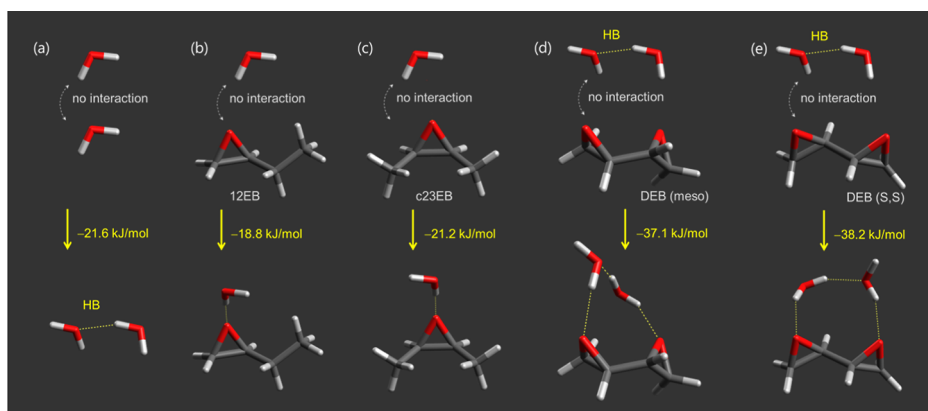 (a)
(b)
(c)
(d)
(e)
HB
HB
no interaction
no interaction
no interaction
no interaction
no interaction
12EB
c23EB
DEB (meso)
DEB (S,S)
−21.6 kJ/mol
−18.8 kJ/mol
−21.2 kJ/mol
−37.1 kJ/mol
−38.2 kJ/mol
HB